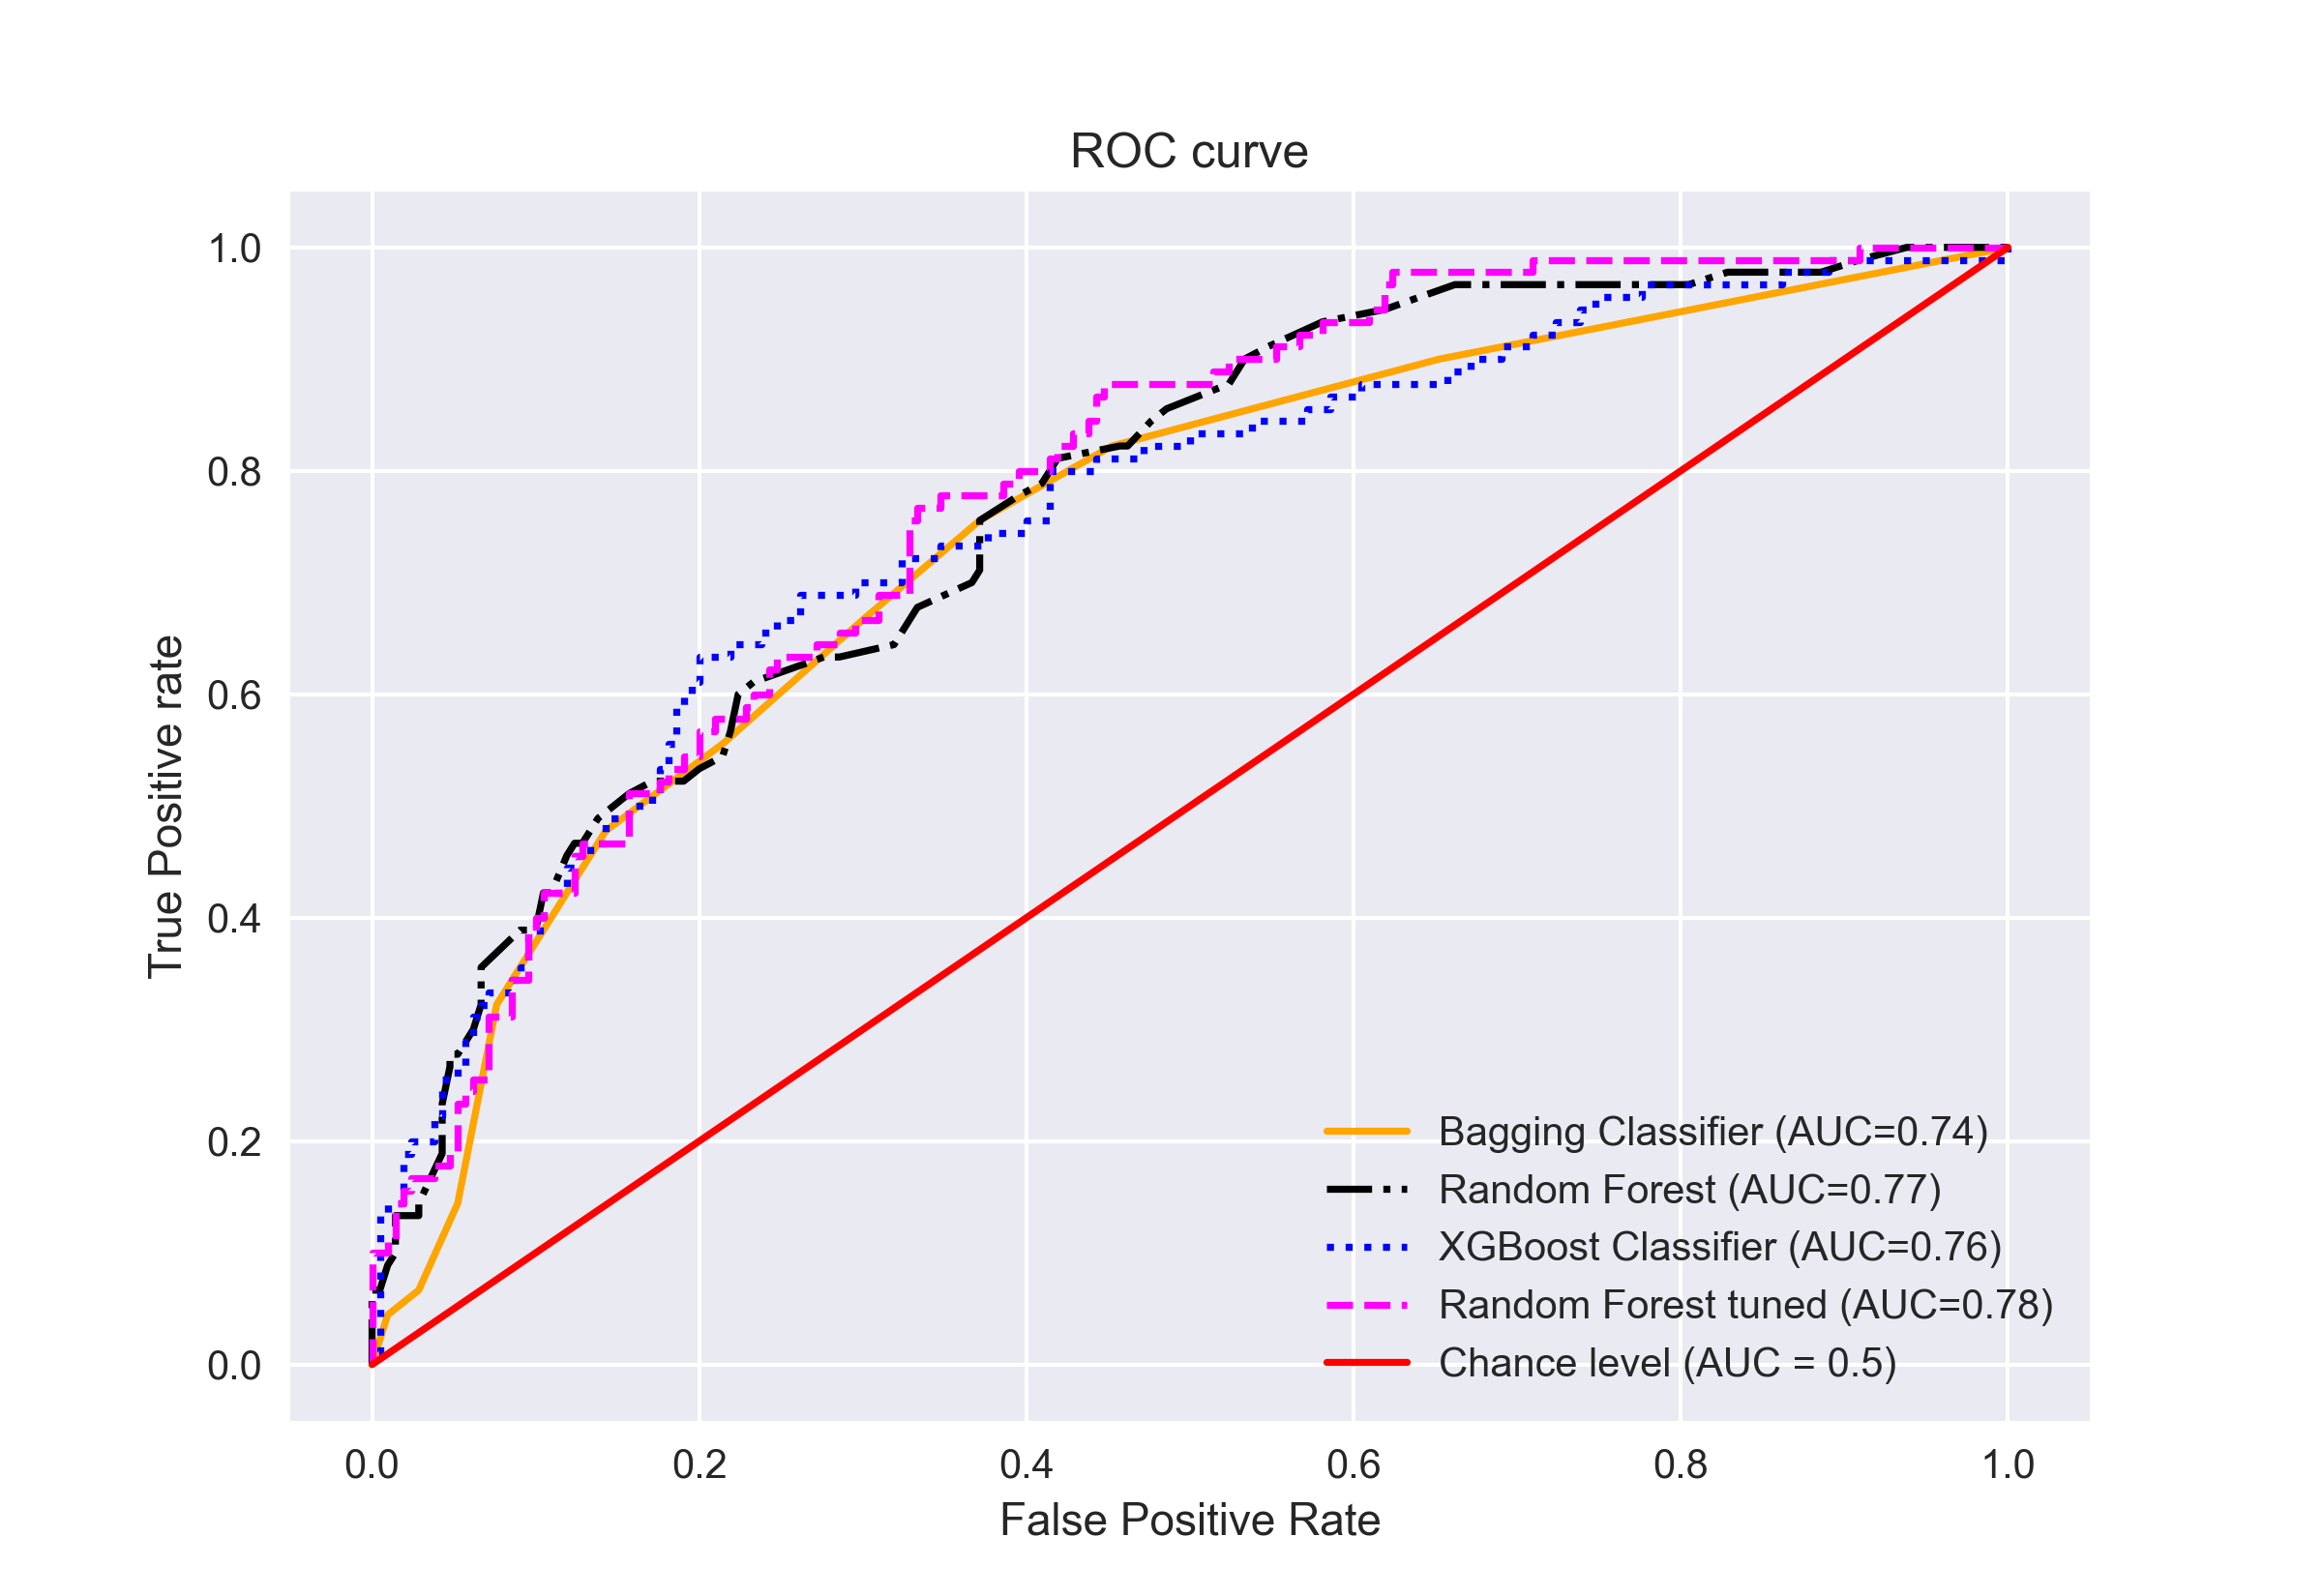 ROC curve
1.0
0.8
0.6
0.4
0.2
0.0
True Positive rate
0.0 0.2 0.4 0.6 0.8 1.0
False Positive Rate
Bagging Classifier (AUC=0.74)
Random Forest (AUC=0.77)
XGBoost Classifier (AUC=0.76)
Random Forest tuned (AUC=0.78)
Chance level (AUC = 0.5)